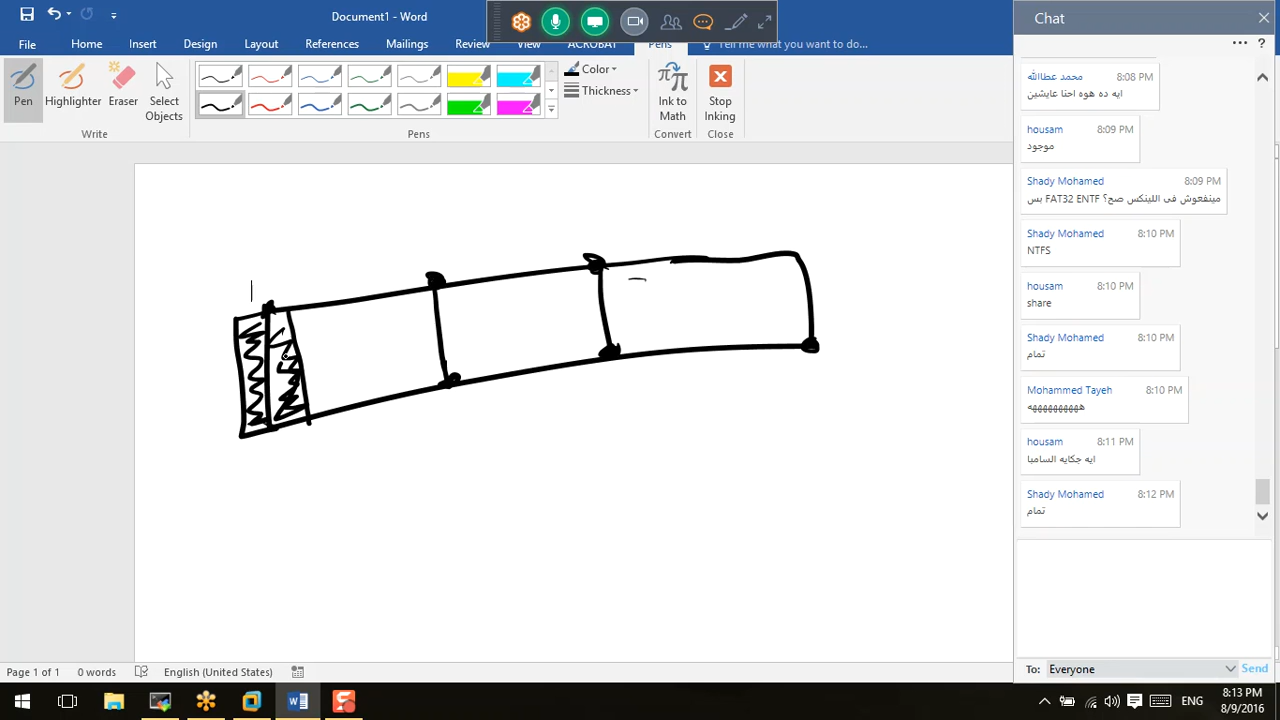 Document1 - Word
File
Home
Insert
Design
Layout
References
Mailings
Review
View
ACROBAT
Pens
Tell me what you want to do...
Pen
Highlighter
Eraser
Select Objects
Write
Pens
Color
Thickness
Ink to Math
Convert
Stop Inking
Close
Chat
محمد عطاالله 8:08 PM
ايه ده هوه احنا عايشين
housam 8:09 PM
موجود
Shady Mohamed 8:09 PM
مينفعوش فى اللينكس صح؟ FAT32 ENTF بس
Shady Mohamed 8:10 PM
NTFS
housam 8:10 PM
share
Shady Mohamed 8:10 PM
تمام
Mohammed Tayeh 8:10 PM
housam 8:11 PM
ايه حكايه السامبا
Shady Mohamed 8:12 PM
تمام
To: Everyone
Send
Page 1 of 1
0 words
English (United States)
ENG
8:13 PM
8/9/2016